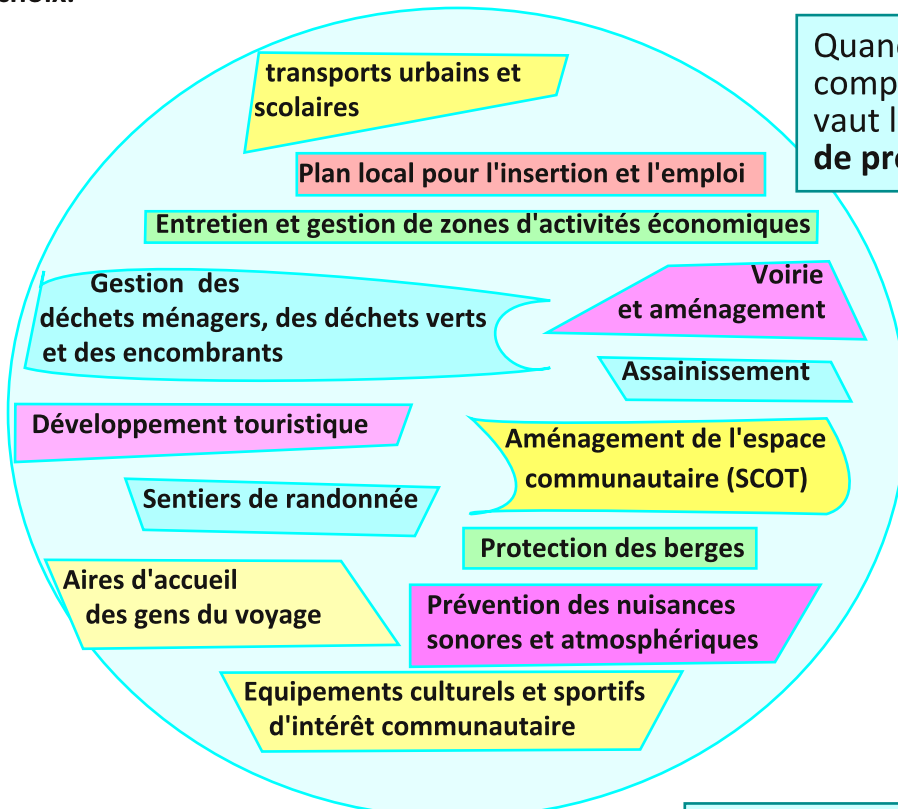 transports urbains et
scolaires
Plan local pour l'insertion et l'emploi
Entretien et gestion de zones d'activités économiques
Gestion des
déchets ménagers, des déchets verts
et des encombrants
Voirie
et aménagement
Assainissement
Développement touristique
Aménagement de l'espace
communautaire (SCOT)
Sentiers de randonnée
Protection des berges
Aires d'accueil
des gens du voyage
Prévention des nuisances
sonores et atmosphériques
Equipements culturels et sportifs
d'intérêt communautaire
vaut
de